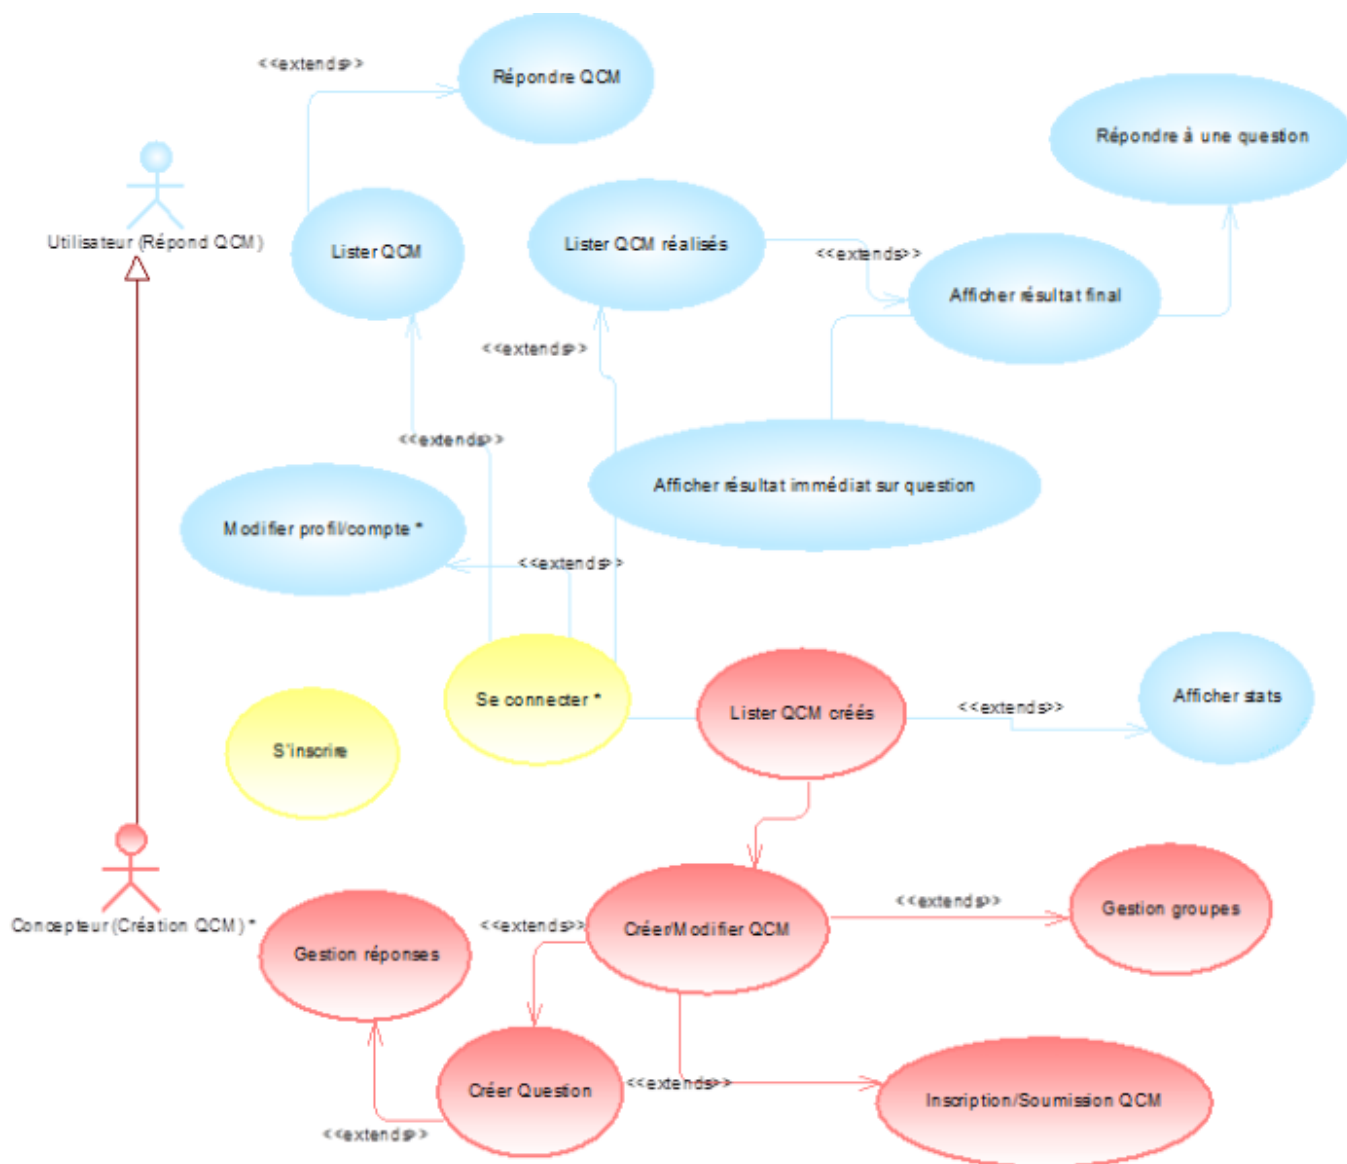 <<extends>>
Répondre QCM
Répondre à une question
Utilisateur (Répond QCM)
Lister QCM
Lister QCM réalisés
<<extends>>
Afficher résultat final
<<extends>>
<<extends>>
Afficher résultat immédiat sur question
Modifier profil/compte *
<<extends>>
Se connecter *
Lister QCM créés
<<extends>>
Afficher stats
S'inscrire
Concepteur (Création QCM) *
Gestion réponses
<<extends>>
Créer/Modifier QCM
<<extends>>
Gestion groupes
Créer Question
<<extends>>
Inscription/Soumission QCM
<<extends>>